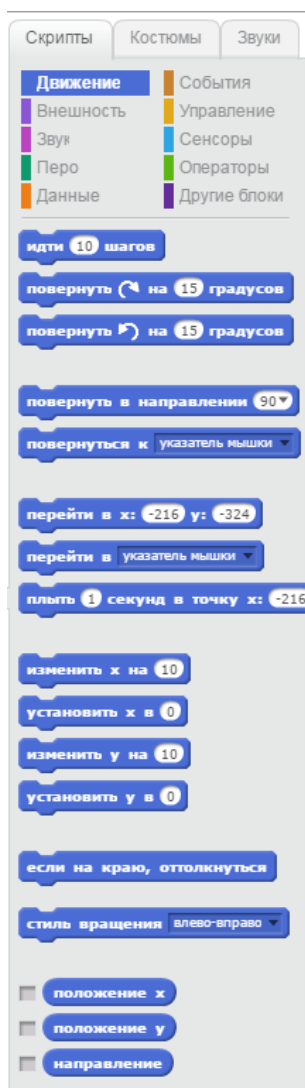 Скрипты Костюмы Звуки
Движение События
Внешность Управление
Звук Сенсоры
Перо Операторы
Данные Другие блоки
идти 10 шагов
повернуть на 15 градусов
повернуть на 15 градусов
повернуть в направлении 90
повернуться к указатель мышки
перейти в x: -216 y: -324
перейти в указатель мышки
плыть 1 секунд в точку x: -216
изменить x на 10
установить x в 0
изменить y на 10
установить y в 0
если на краю, оттолкнуться
стиль вращения влево-вправо
положение x
положение y
направление